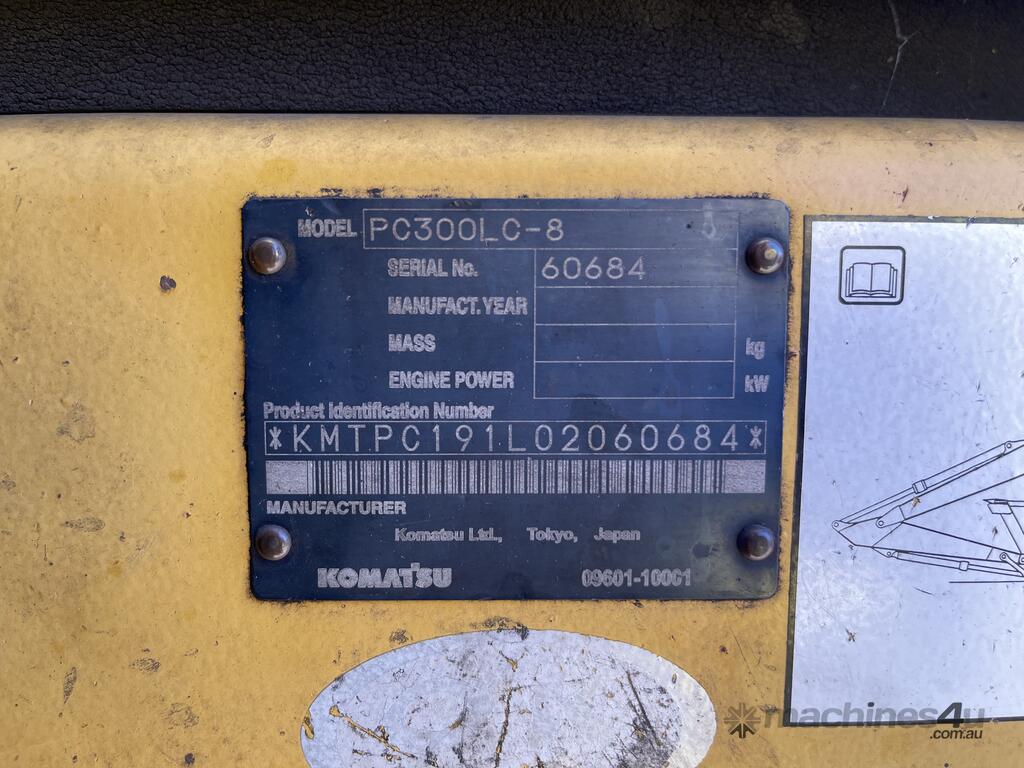 MODEL PC300LC-8
SERIAL No. 60684
MANUFACT. YEAR
MASS kg
ENGINE POWER kW
Product Identification Number
*KMTPC191L02060684*
MANUFACTURER
Komatsu Ltd., Tokyo, Japan
KOMATSU 09601-10061
machines4u
.com.au